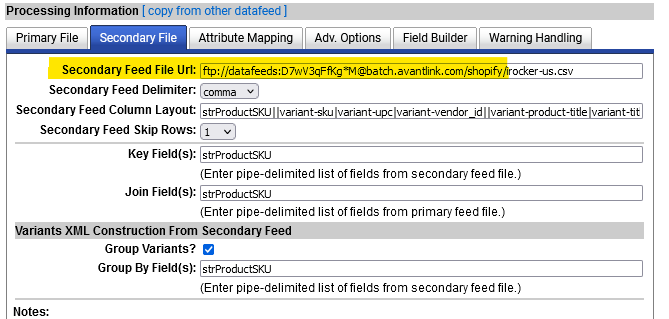 Processing Information [ copy from other datafeed ]
Primary File Secondary File Attribute Mapping Adv. Options Field Builder Warning Handling
Secondary Feed File Url: ftp://datafeeds:D7wV3qFfKg*M@batch.avantlink.com/shopify/irocker-us.csv
Secondary Feed Delimiter: comma
Secondary Feed Column Layout: strProductSKU||variant-sku|variant-upc|variant-vendor_id||variant-product-title|variant-tit
Secondary Feed Skip Rows: 1
Key Field(s): strProductSKU
(Enter pipe-delimited list of fields from secondary feed file.)
Join Field(s): strProductSKU
(Enter pipe-delimited list of fields from primary feed file.)
Variants XML Construction From Secondary Feed
Group Variants?
Group By Field(s): strProductSKU
(Enter pipe-delimited list of fields from secondary feed file.)
Notes: